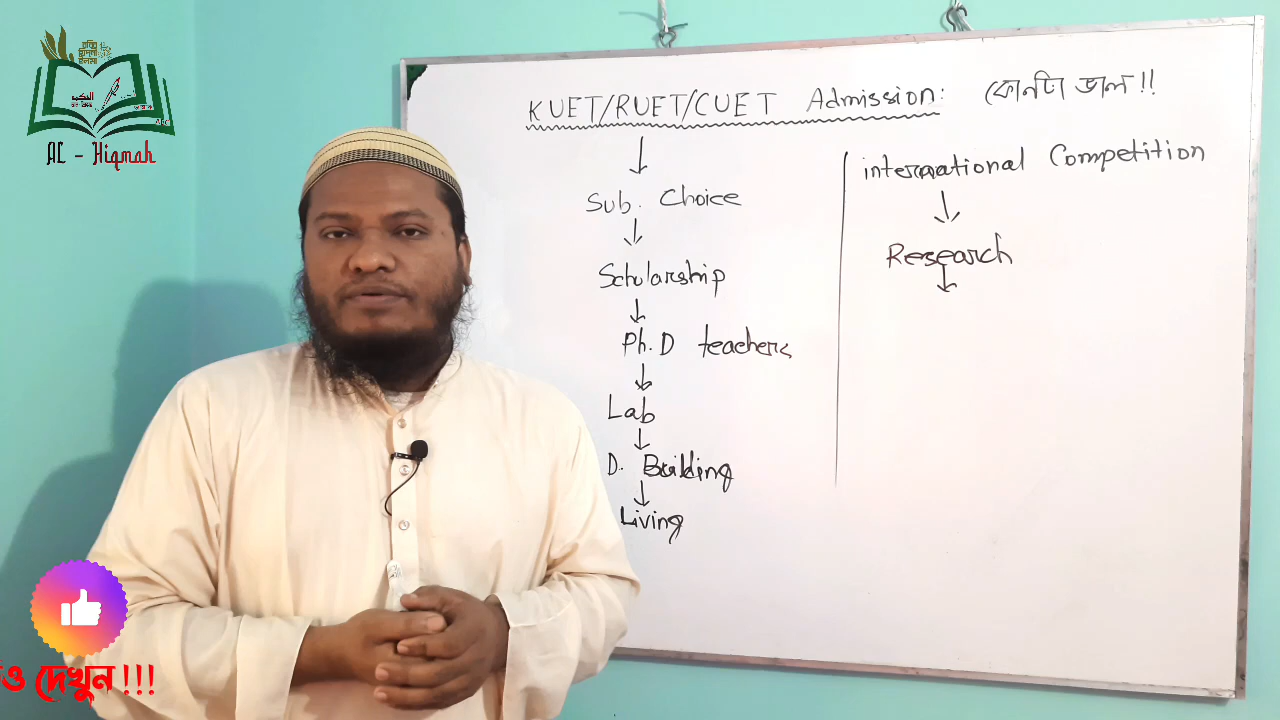 AL - Hiqmah
KUET/RUET/CUET Admission: কোনটা ভাল!!
Sub. Choice
Scholarship
Ph.D teachers
Lab
D. Building
Living
international Competition
Research
ও দেখুন!!!